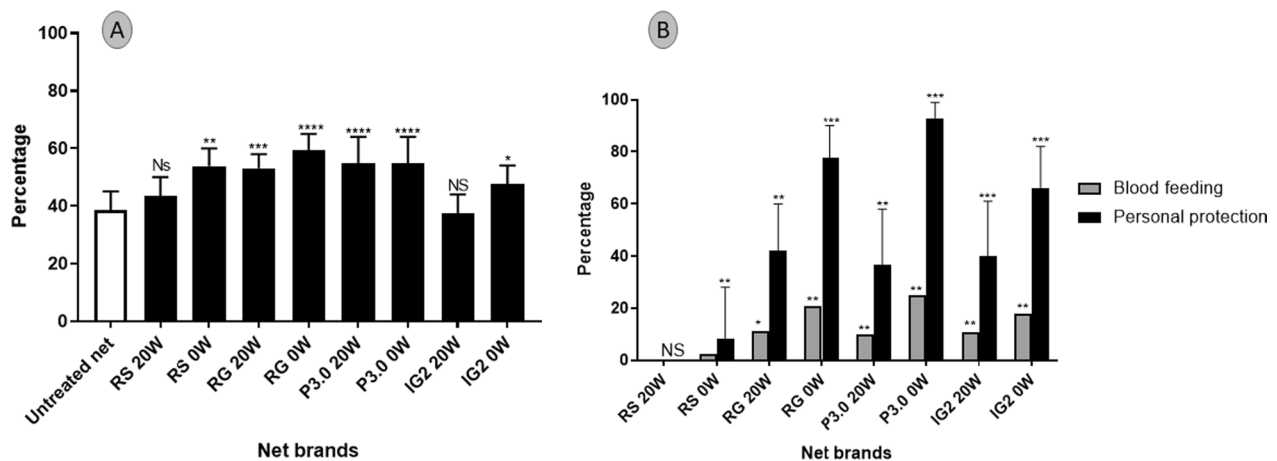 A
Percentage
100
80
60
40
20
0
Ns
**
***
****
****
****
NS
*
Untreated net
RS 20W
RS 0W
RG 20W
RG 0W
P3.0 20W
P3.0 0W
IG2 20W
IG2 0W
Net brands
B
Percentage
100
80
60
40
20
0
NS
**
*
**
**
***
**
**
**
***
**
***
**
***
RS 20W
RS 0W
RG 20W
RG 0W
P3.0 20W
P3.0 0W
IG2 20W
IG2 0W
Net brands
Blood feeding
Personal protection